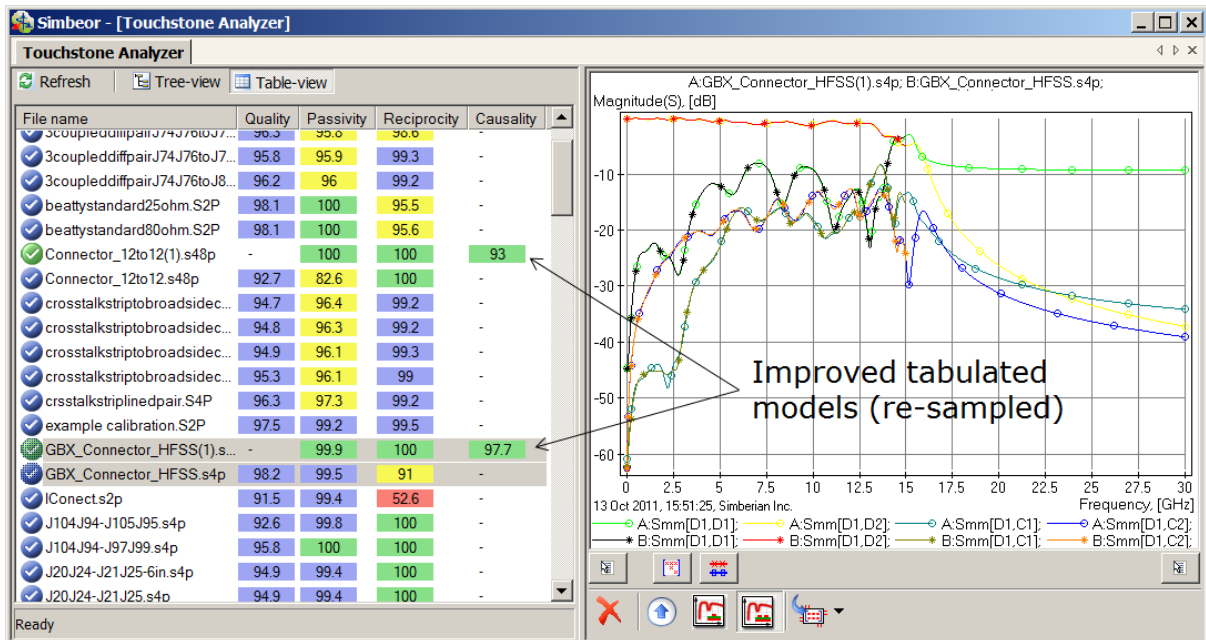 Simbeor - [Touchstone Analyzer]
Touchstone Analyzer
Refresh Tree-view Table-view
File name Quality Passivity Reciprocity Causality
3coupleddiffpairJ74J76toJ7... 96.3 95.8 98.6 -
3coupleddiffpairJ74J76toJ7... 95.8 95.9 99.3 -
3coupleddiffpairJ74J76toJ8... 96.2 96 99.2 -
beattystandard25ohm.S2P 98.1 100 95.5 -
beattystandard80ohm.S2P 98.1 100 95.6 -
Connector_12to12(1).s48p - 100 100 93
Connector_12to12.s48p 92.7 82.6 100 -
crosstalkstriptobroadsidec... 94.7 96.4 99.2 -
crosstalkstriptobroadsidec... 94.8 96.3 99.2 -
crosstalkstriptobroadsidec... 94.9 96.1 99.3 -
crosstalkstriptobroadsidec... 95.3 96.1 99 -
crsstalkstriplinedpair.S4P 96.3 97.3 99.2 -
example calibration.S2P 97.5 99.2 99.5 -
GBX_Connector_HFSS(1).s... - 99.9 100 97.7
GBX_Connector_HFSS.s4p 98.2 99.5 91 -
IConect.s2p 91.5 99.4 52.6 -
J104J94-J105J95.s4p 92.6 99.8 100 -
J104J94-J97J99.s4p 95.8 100 100 -
J20J24-J21J25-6in.s4p 94.9 99.4 100 -
J20J24-J21J25.s4p 94.9 99.4 100 -
Ready
A:GBX_Connector_HFSS(1).s4p; B:GBX_Connector_HFSS.s4p;
Magnitude(S), [dB]
-10
-20
-30
-40
-50
-60
Improved tabulated
models (re-sampled)
0 2.5 5 7.5 10 12.5 15 17.5 20 22.5 25 27.5 30
13 Oct 2011, 15:51:25, Simberian Inc. Frequency, [GHz]
A:Smm[D1,D1]; A:Smm[D1,D2]; A:Smm[D1,C1]; A:Smm[D1,C2];
B:Smm[D1,D1]; B:Smm[D1,D2]; B:Smm[D1,C1]; B:Smm[D1,C2];